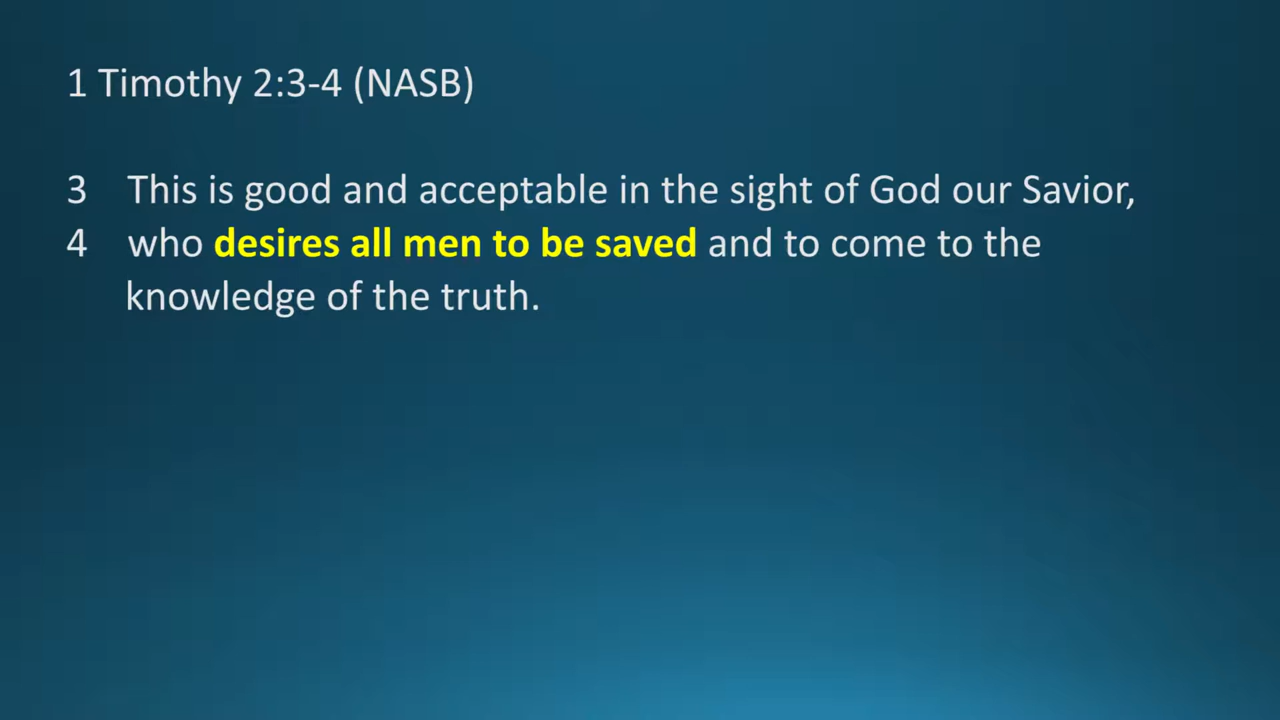 1 Timothy 2:3-4 (NASB)
3 This is good and acceptable in the sight of God our Savior,
4 who desires all men to be saved and to come to the
knowledge of the truth.